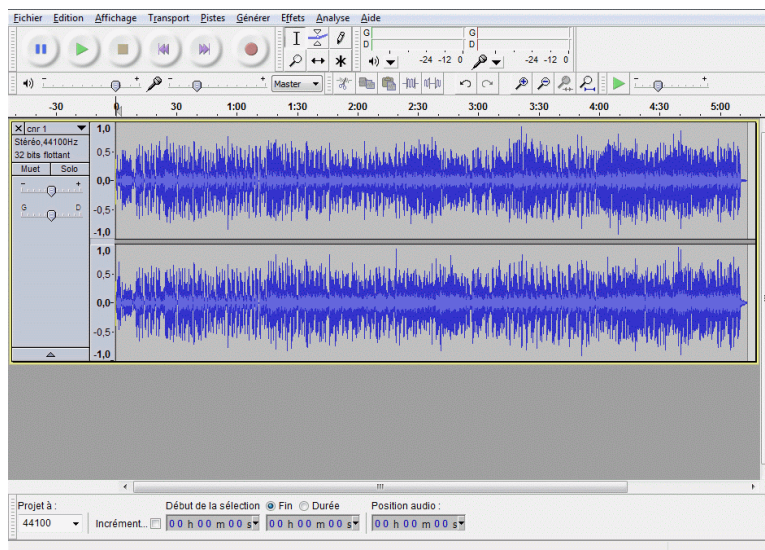 Fichier Edition Affichage Transport Pistes Générer Effets Analyse Aide
G
D
-24 -12 0
G
D
-24 -12 0
Master
-30 0 30 1:00 1:30 2:00 2:30 3:00 3:30 4:00 4:30 5:00
X cnr 1
Stéréo,44100Hz
32 bits flottant
Muet Solo
- +
G D
1,0
0,5-
0,0-
-0,5-
-1,0
1,0
0,5-
0,0-
-0,5-
-1,0
Projet à : Début de la sélection Fin Durée Position audio :
44100 Incrément... 00 h 00 m 00 s 00 h 00 m 00 s 00 h 00 m 00 s